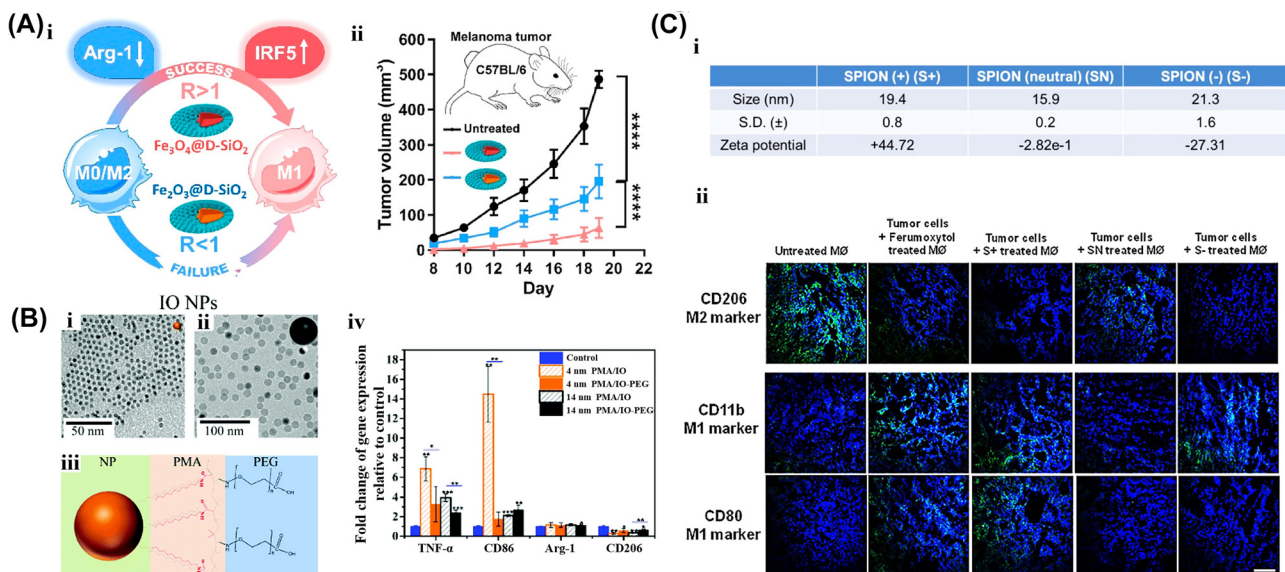 (A)
i
Arg-1↓
IRF5↑
SUCCESS
R>1
Fe₃O₄@D-SiO₂
M0/M2
M1
Fe₂O₃@D-SiO₂
R<1
FAILURE
ii
Melanoma tumor
C57BL/6
Untreated
Tumor volume (mm³)
600
500
400
300
200
100
0
8 10 12 14 16 18 20 22
Day
****
****
(B)
IO NPs
i
50 nm
ii
100 nm
iii
NP PMA PEG
iv
Fold change of gene expression
relative to control
18
16
14
12
10
8
6
4
2
0
Control
4 nm PMA/IO
4 nm PMA/IO-PEG
14 nm PMA/IO
14 nm PMA/IO-PEG
TNF-α CD86 Arg-1 CD206
(C)
i
SPION (+) (S+) SPION (neutral) (SN) SPION (-) (S-)
Size (nm) 19.4 15.9 21.3
S.D. (±) 0.8 0.2 1.6
Zeta potential +44.72 -2.82e-1 -27.31
ii
Untreated MØ
Tumor cells
+ Ferumoxytol
treated MØ
Tumor cells
+ S+ treated MØ
Tumor cells
+ SN treated MØ
Tumor cells
+ S- treated MØ
CD206
M2 marker
CD11b
M1 marker
CD80
M1 marker